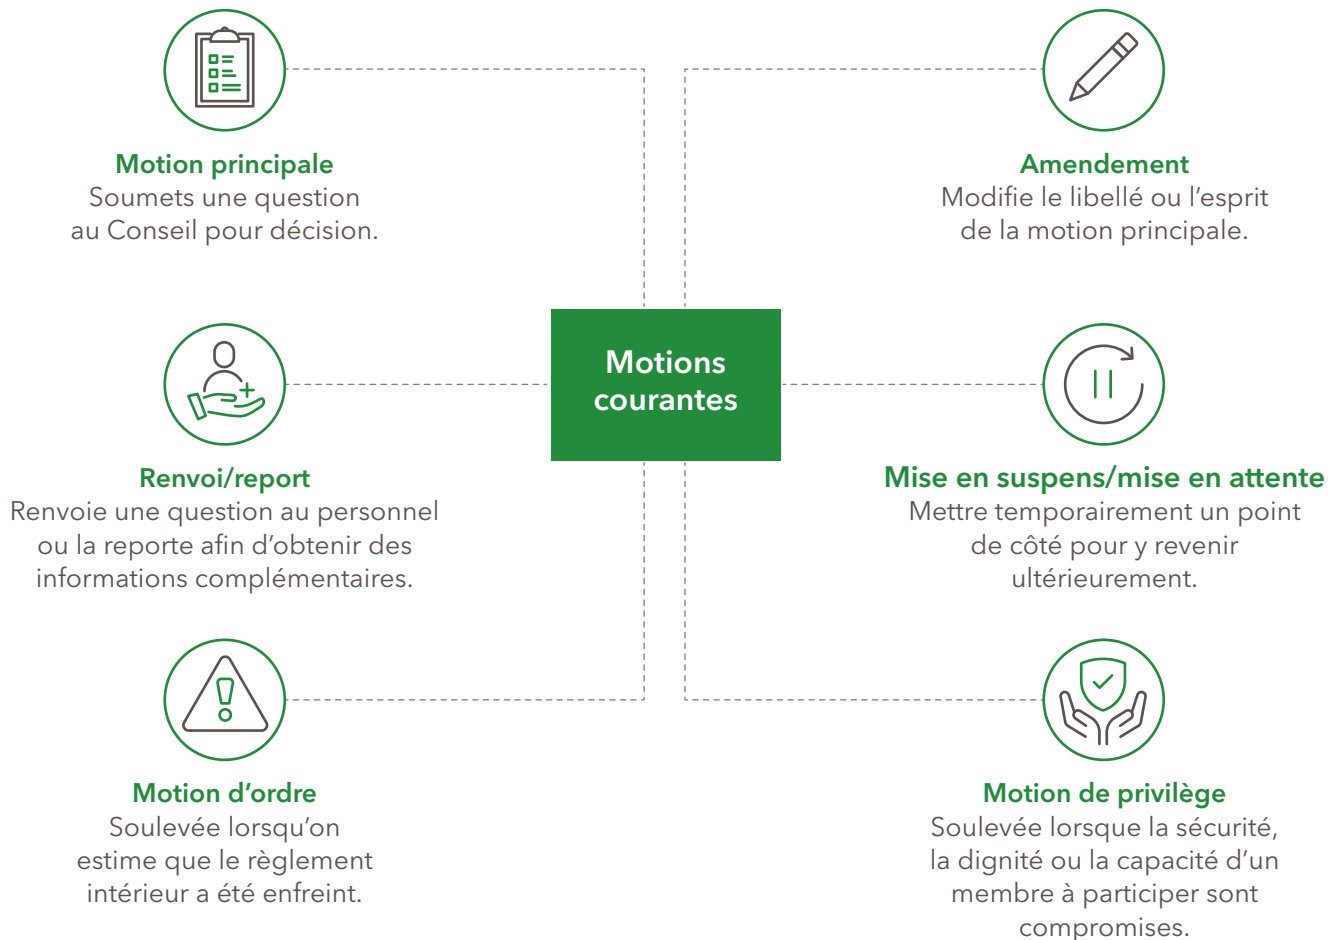 Motion principale
Soumets une question
au Conseil pour décision.
Amendement
Modifie le libellé ou l’esprit
de la motion principale.
Motions
courantes
Renvoi/report
Renvoie une question au personnel
ou la reporte afin d’obtenir des
informations complémentaires.
Mise en suspens/mise en attente
Mettre temporairement un point
de côté pour y revenir
ultérieurement.
Motion d’ordre
Soulevée lorsqu’on
estime que le règlement
intérieur a été enfreint.
Motion de privilège
Soulevée lorsque la sécurité,
la dignité ou la capacité d’un
membre à participer sont
compromises.